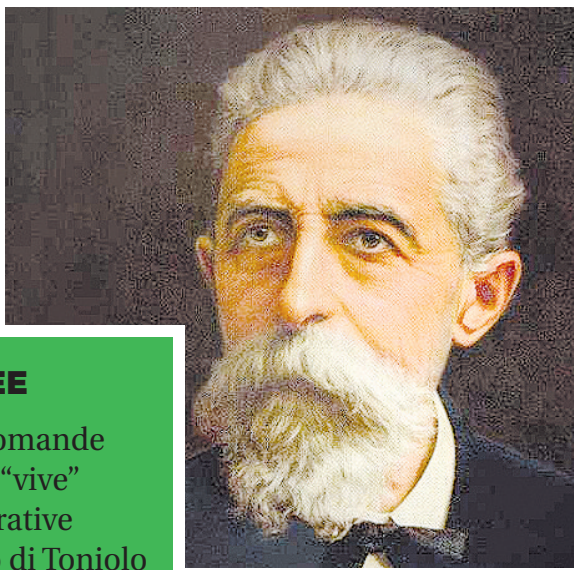 EE
omande
“vive”
rative
di Toniolo